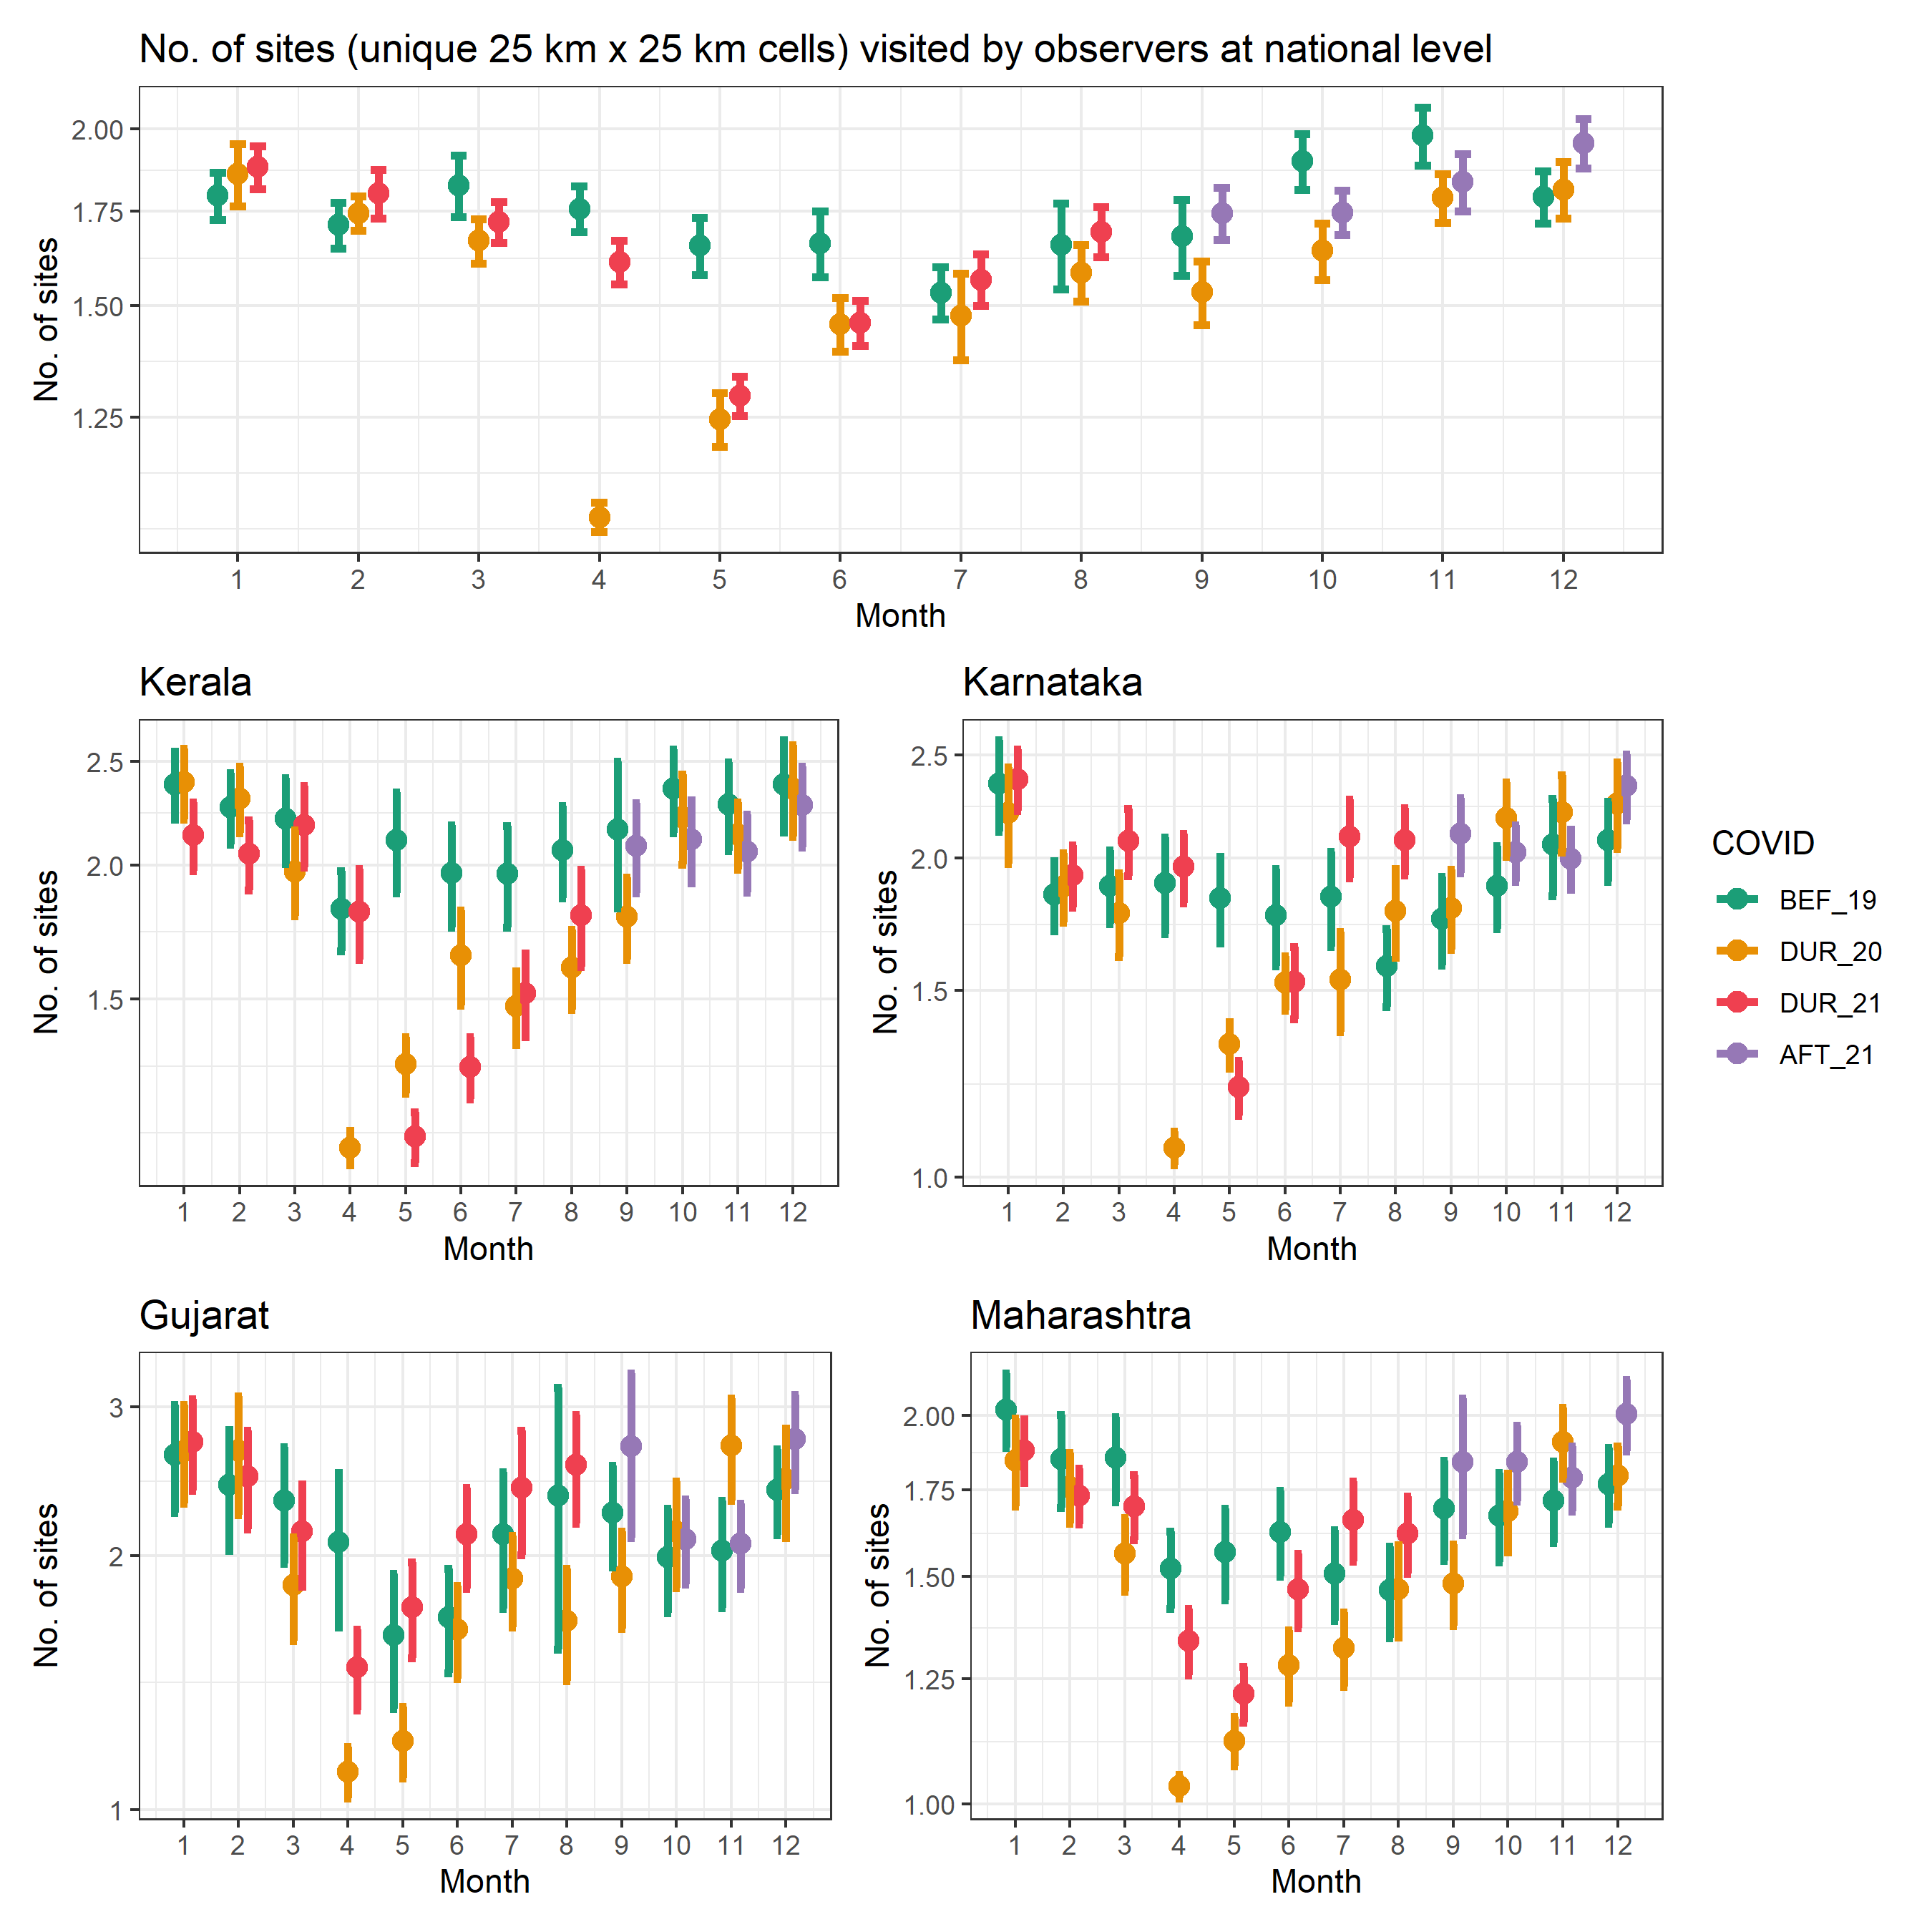 No. of sites (unique 25 km x 25 km cells) visited by observers at national level
No. of sites
2.00
1.75
1.50
1.25
1 2 3 4 5 6 7 8 9 10 11 12
Month
Kerala
No. of sites
2.5
2.0
1.5
1 2 3 4 5 6 7 8 9 10 11 12
Month
Karnataka
No. of sites
2.5
2.0
1.5
1.0
1 2 3 4 5 6 7 8 9 10 11 12
Month
COVID
BEF_19
DUR_20
DUR_21
AFT_21
Gujarat
No. of sites
3
2
1
1 2 3 4 5 6 7 8 9 10 11 12
Month
Maharashtra
No. of sites
2.00
1.75
1.50
1.25
1.00
1 2 3 4 5 6 7 8 9 10 11 12
Month